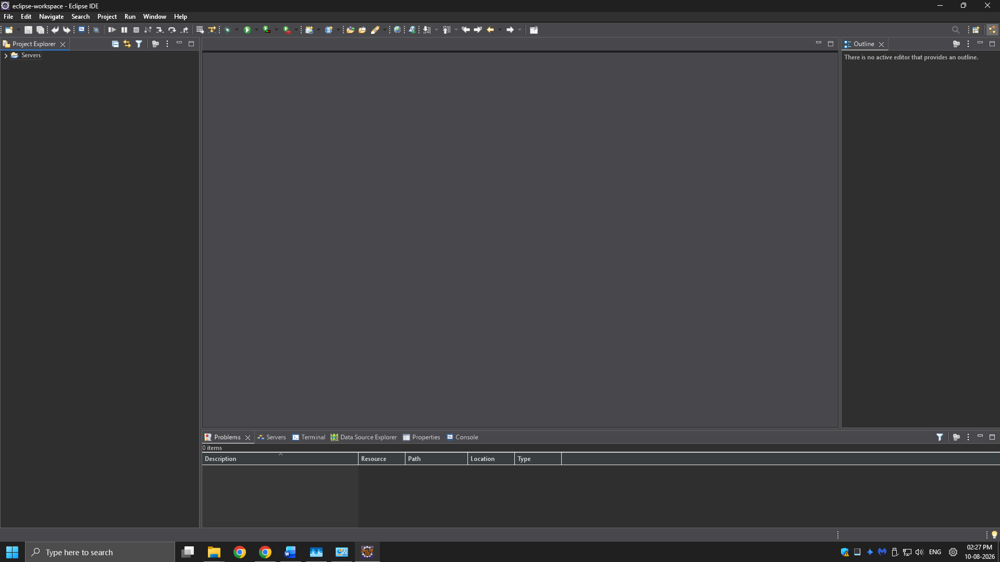 eclipse-workspace - Eclipse IDE
File Edit Navigate Search Project Run Window Help
Project Explorer
Servers
Outline
There is no active editor that provides an outline.
Problems Servers Terminal Data Source Explorer Properties Console
0 items
Description Resource Path Location Type
Type here to search
ENG
02:27 PM
10-08-2026